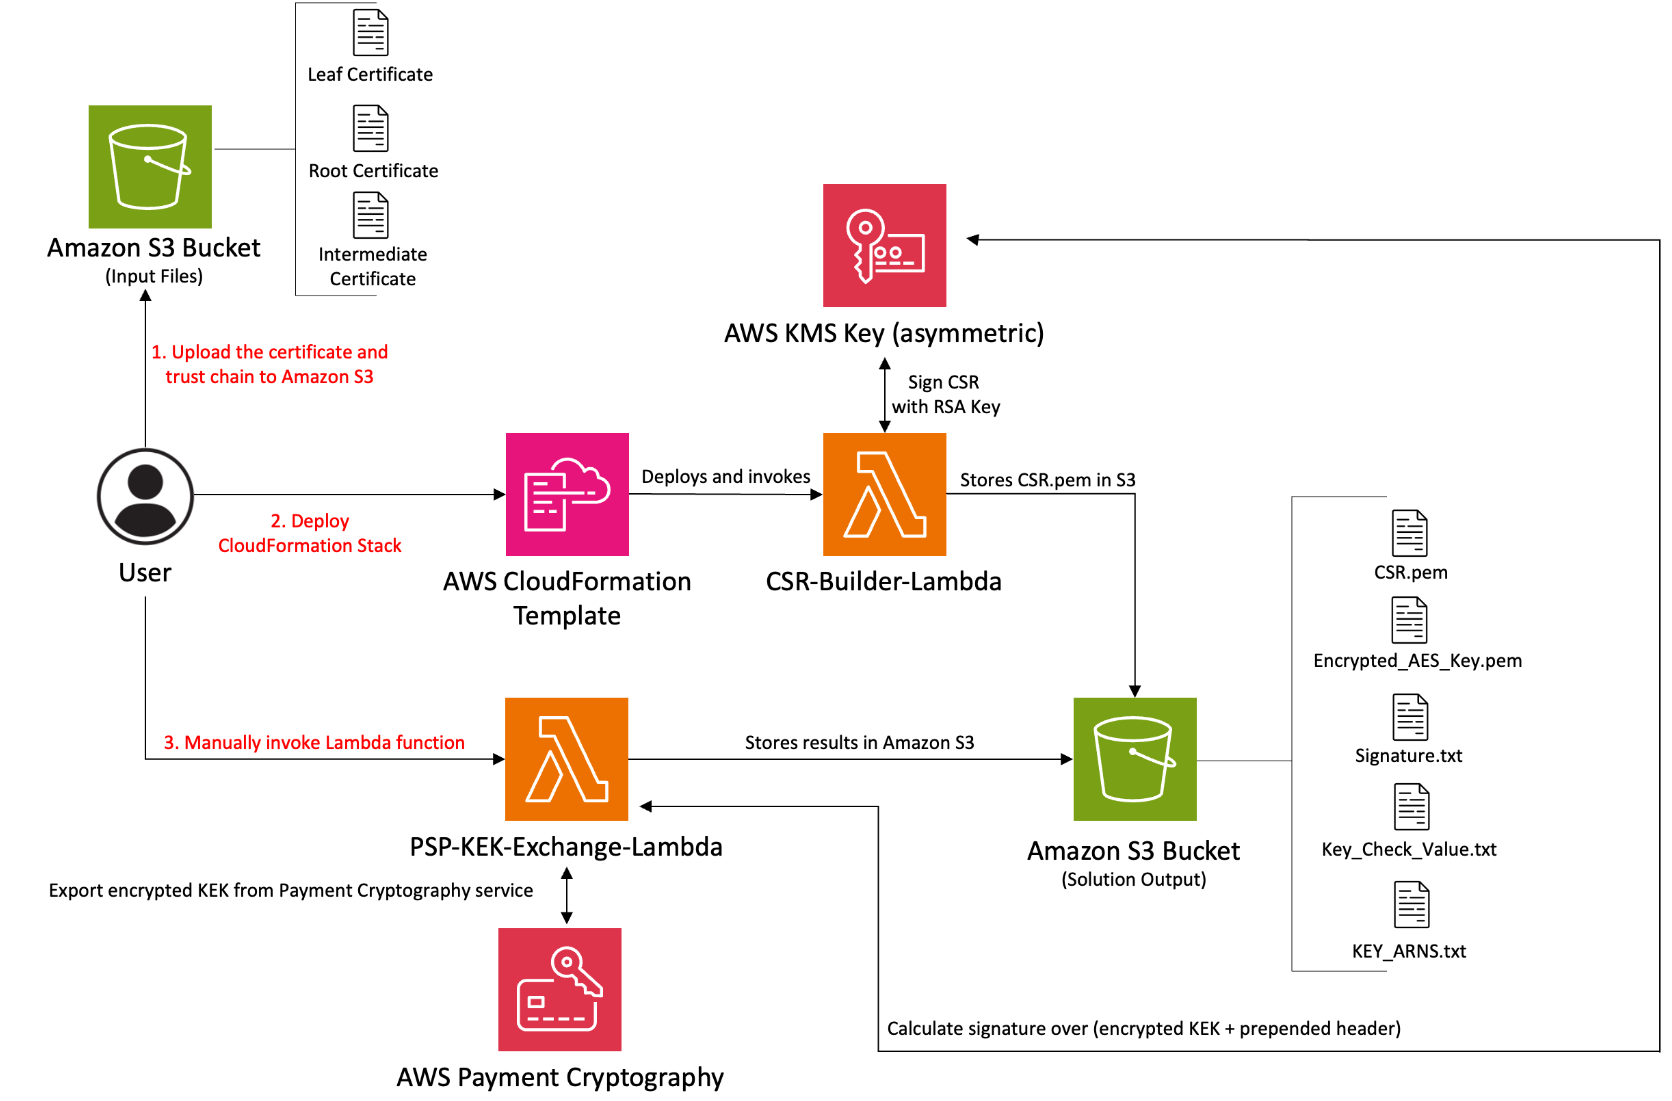 Leaf Certificate
Root Certificate
Intermediate
Certificate
Amazon S3 Bucket
(Input Files)
1. Upload the certificate and
trust chain to Amazon S3
AWS KMS Key (asymmetric)
Sign CSR
with RSA Key
User
2. Deploy
CloudFormation Stack
AWS CloudFormation
Template
Deploys and invokes
CSR-Builder-Lambda
Stores CSR.pem in S3
3. Manually invoke Lambda function
PSP-KEK-Exchange-Lambda
Stores results in Amazon S3
Amazon S3 Bucket
(Solution Output)
CSR.pem
Encrypted_AES_Key.pem
Signature.txt
Key_Check_Value.txt
KEY_ARNS.txt
Export encrypted KEK from Payment Cryptography service
AWS Payment Cryptography
Calculate signature over (encrypted KEK + prepended header)